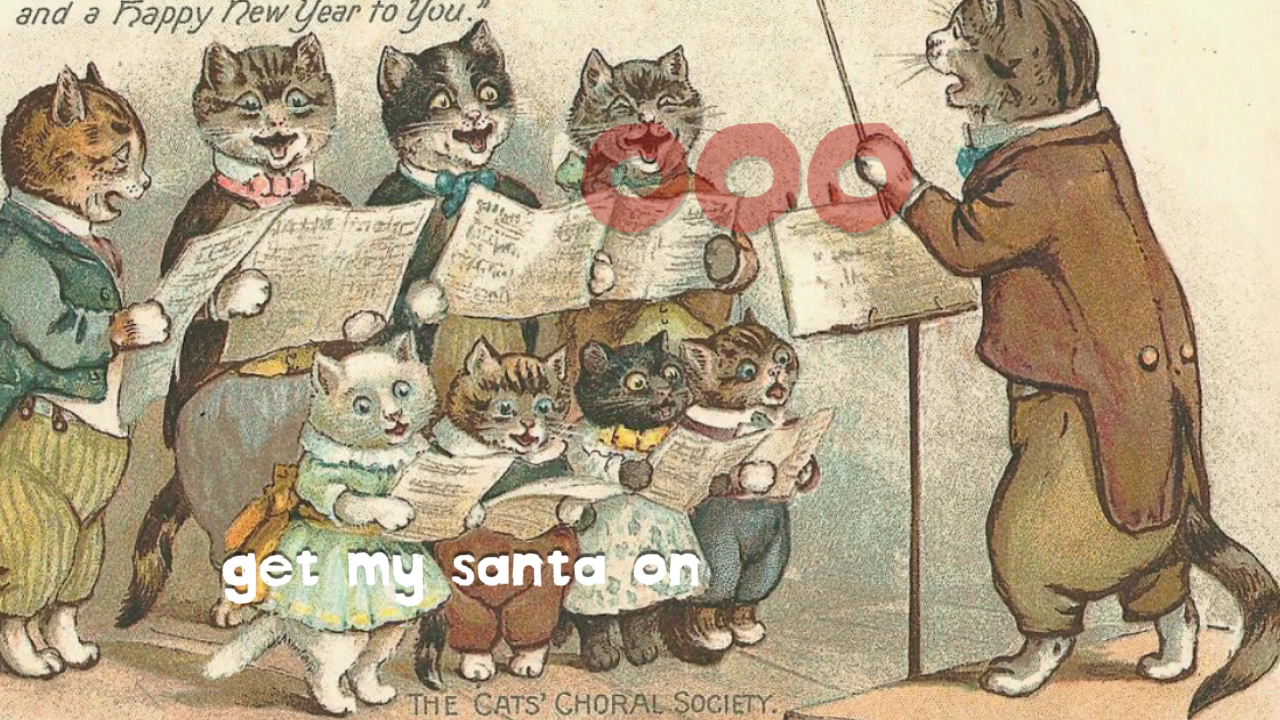 and a Happy New Year to You."
ooo
get my santa on
THE CATS' CHORAL SOCIETY.